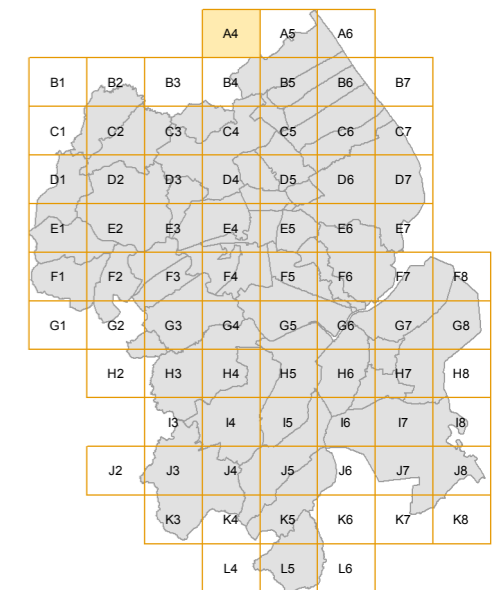 A4 A5 A6
B1 B2 B3 B4 B5 B6 B7
C1 C2 C3 C4 C5 C6 C7
D1 D2 D3 D4 D5 D6 D7
E1 E2 E3 E4 E5 E6 E7
F1 F2 F3 F4 F5 F6 F7 F8
G1 G2 G3 G4 G5 G6 G7 G8
H2 H3 H4 H5 H6 H7 H8
I3 I4 I5 I6 I7 I8
J2 J3 J4 J5 J6 J7 J8
K3 K4 K5 K6 K7 K8
L4 L5 L6